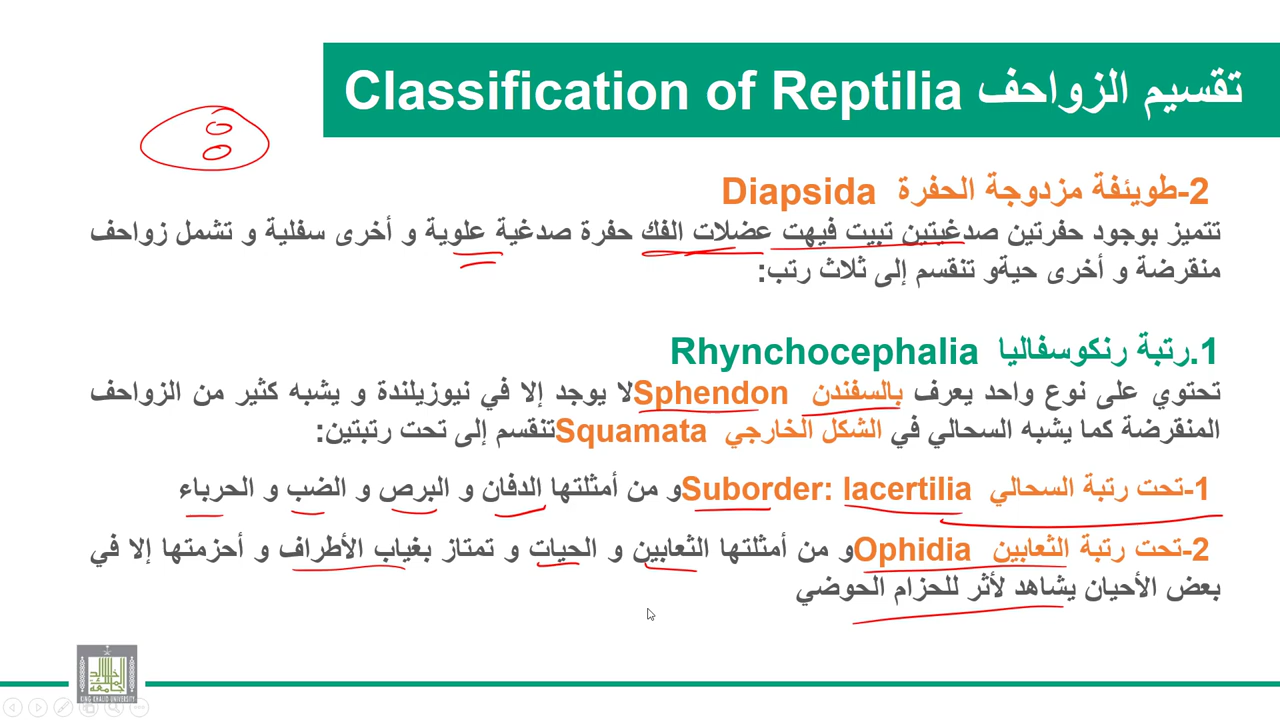 تقسيم الزواحف Classification of Reptilia
2-طويئفة مزدوجة الحفرة Diapsida
تتميز بوجود حفرتين صدغيتين تبيت فيهت عضلات الفك حفرة صدغية علوية و أخرى سفلية و تشمل زواحف
منقرضة و أخرى حيةو تنقسم إلى ثلاث رتب:
1.رتبة رنكوسفاليا Rhynchocephalia
تحتوي على نوع واحد يعرف بالسفندن Sphendonلا يوجد إلا في نيوزيلندة و يشبه كثير من الزواحف
المنقرضة كما يشبه السحالي في الشكل الخارجي Squamataتنقسم إلى تحت رتبتين:
1-تحت رتبة السحالي Suborder: lacertiliaو من أمثلتها الدفان و البرص و الضب و الحرباء
2-تحت رتبة الثعابين Ophidiaو من أمثلتها الثعابين و الحيات و تمتاز بغياب الأطراف و أحزمتها إلا في
بعض الأحيان يشاهد لأثر للحزام الحوضي
KING KHALID UNIVERSITY